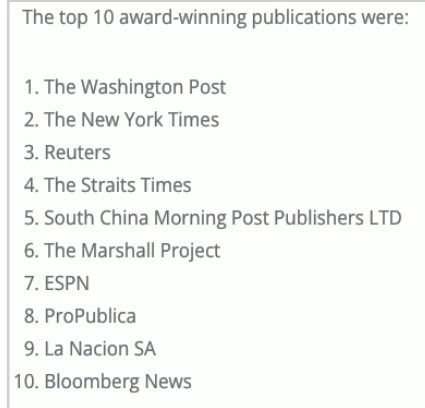 The top 10 award-winning publications were:
1. The Washington Post
2. The New York Times
3. Reuters
4. The Straits Times
5. South China Morning Post Publishers LTD
6. The Marshall Project
7. ESPN
8. ProPublica
9. La Nacion SA
10. Bloomberg News